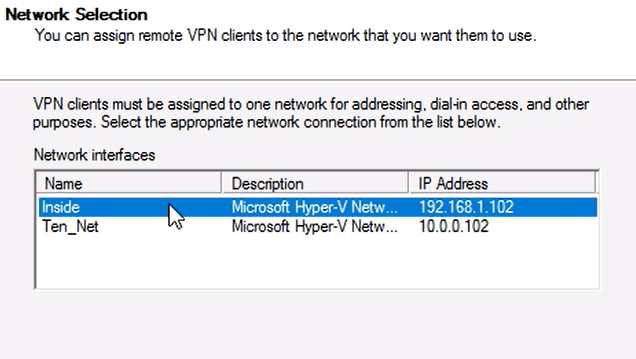 Network Selection
You can assign remote VPN clients to the network that you want them to use.
VPN clients must be assigned to one network for addressing, dial-in access, and other
purposes. Select the appropriate network connection from the list below.
Network interfaces
Name Description IP Address
Inside Microsoft Hyper-V Netw... 192.168.1.102
Ten_Net Microsoft Hyper-V Netw... 10.0.0.102